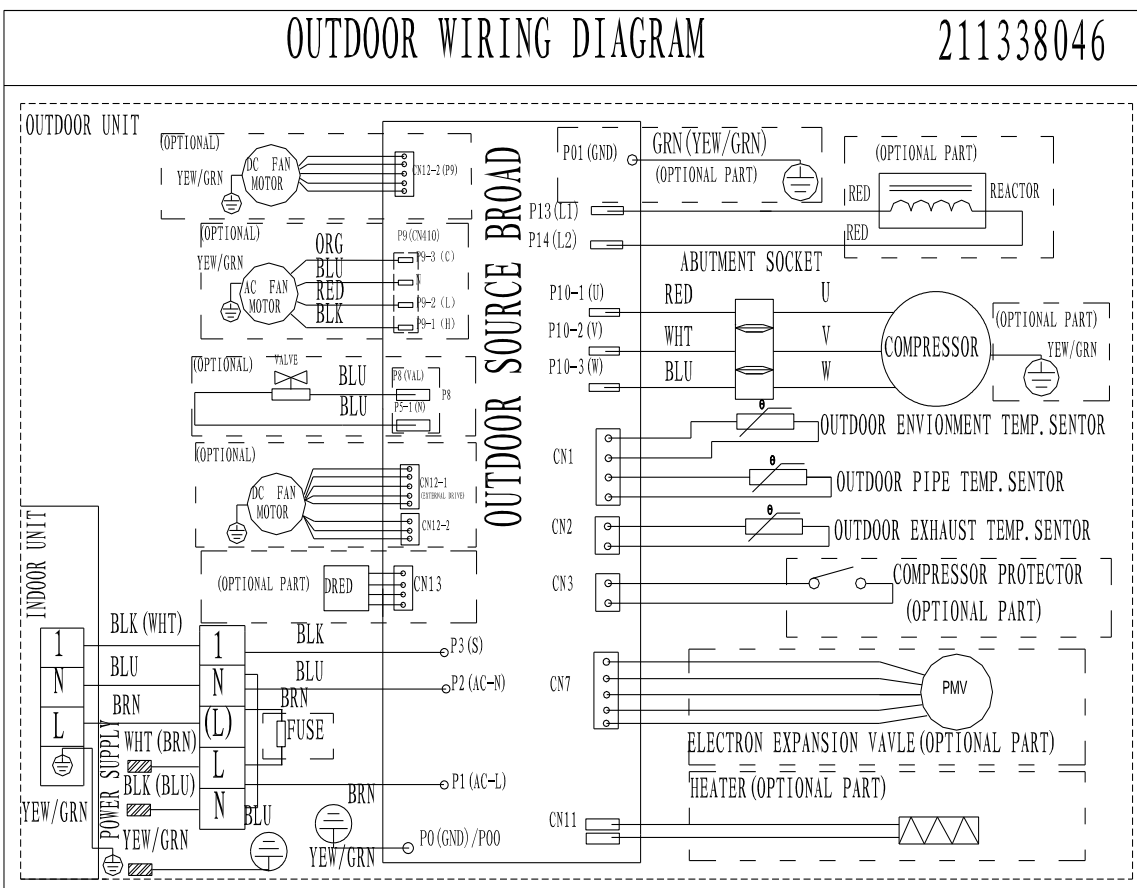 OUTDOOR WIRING DIAGRAM 211338046
OUTDOOR UNIT
(OPTIONAL)
DC FAN
MOTOR
YEW/GRN
CN12-2(P9)
(OPTIONAL)
YEW/GRN
AC FAN
MOTOR
ORG
BLU
RED
BLK
P9(CN410)
P9-3 (C)
N
P9-2 (L)
P9-1 (H)
(OPTIONAL)
VALVE
BLU
BLU
P8(VAL)
P8
P5-1(N)
(OPTIONAL)
DC FAN
MOTOR
CN12-1
(EXTERNAL DRIVE)
CN12-2
(OPTIONAL PART)
DRED
CN13
OUTDOOR SOURCE BROAD
P01(GND)
GRN(YEW/GRN)
(OPTIONAL PART)
(OPTIONAL PART)
RED
REACTOR
RED
P13(L1)
P14(L2)
ABUTMENT SOCKET
P10-1(U)
RED
U
P10-2(V)
WHT
V
P10-3(W)
BLU
W
COMPRESSOR
(OPTIONAL PART)
YEW/GRN
CN1
θ
OUTDOOR ENVIONMENT TEMP.SENTOR
θ
OUTDOOR PIPE TEMP.SENTOR
CN2
θ
OUTDOOR EXHAUST TEMP.SENTOR
CN3
COMPRESSOR PROTECTOR
(OPTIONAL PART)
CN7
PMV
ELECTRON EXPANSION VAVLE(OPTIONAL PART)
HEATER(OPTIONAL PART)
CN11
INDOOR UNIT
1
N
L
YEW/GRN
BLK(WHT)
BLU
BRN
POWER SUPPLY
WHT(BRN)
BLK(BLU)
YEW/GRN
1
N
(L)
L
N
BLK
BLU
BRN
FUSE
BLU
BRN
YEW/GRN
P3(S)
P2(AC-N)
P1(AC-L)
P0(GND)/P00